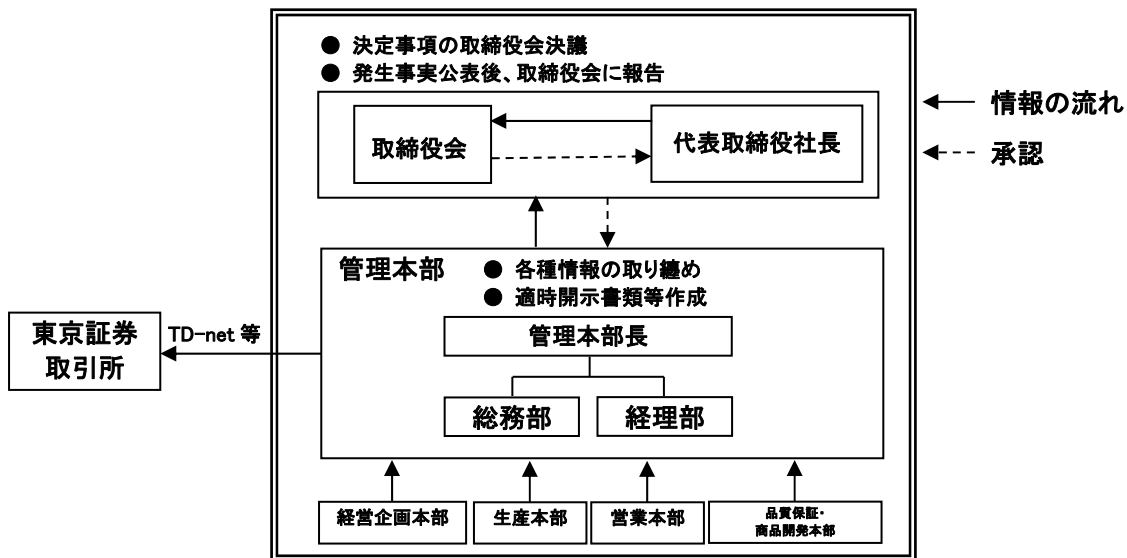 ● 決定事項の取締役会決議
● 発生事実公表後、取締役会に報告
取締役会
代表取締役社長
情報の流れ
承認
管理本部
● 各種情報の取り纏め
● 適時開示書類等作成
管理本部長
総務部
経理部
東京証券
取引所
TD-net 等
経営企画本部
生産本部
営業本部
品質保証・
商品開発本部